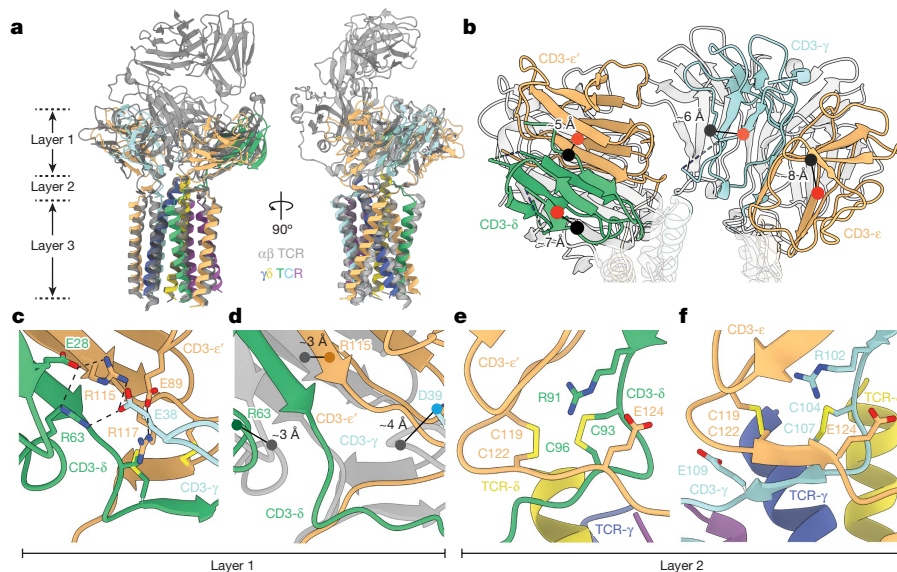 a
Layer 1
Layer 2
Layer 3
90º
αβ TCR
γδ TCR
b
CD3-ε′
CD3-γ
~5 Å
~6 Å
~8 Å
CD3-δ
~7 Å
CD3-ε
c
E28
CD3-ε′
R115
E89
E38
R63
R117
CD3-δ
CD3-γ
d
~3 Å
R115
D39
R63
CD3-ε′
~4 Å
~3 Å
CD3-γ
CD3-δ
e
CD3-ε′
R91
CD3-δ
E124
C119
C93
C122
C96
TCR-δ
TCR-γ
f
CD3-ε
R102
TCR-δ
C119
C104
C122
C107
E124
E109
CD3-γ
TCR-γ
Layer 1
Layer 2